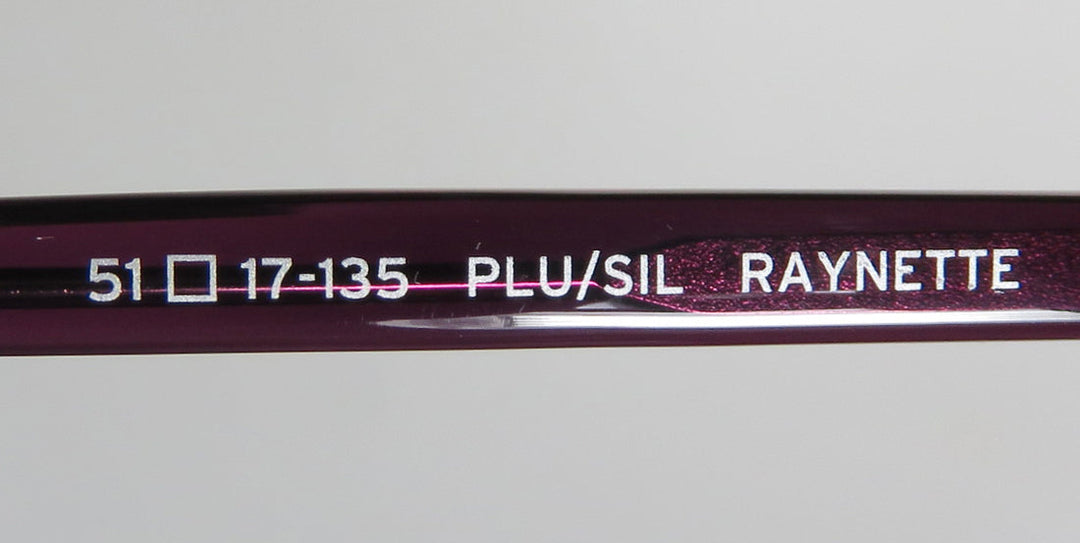 51 □ 17-135 PLU/SIL RAYNETTE